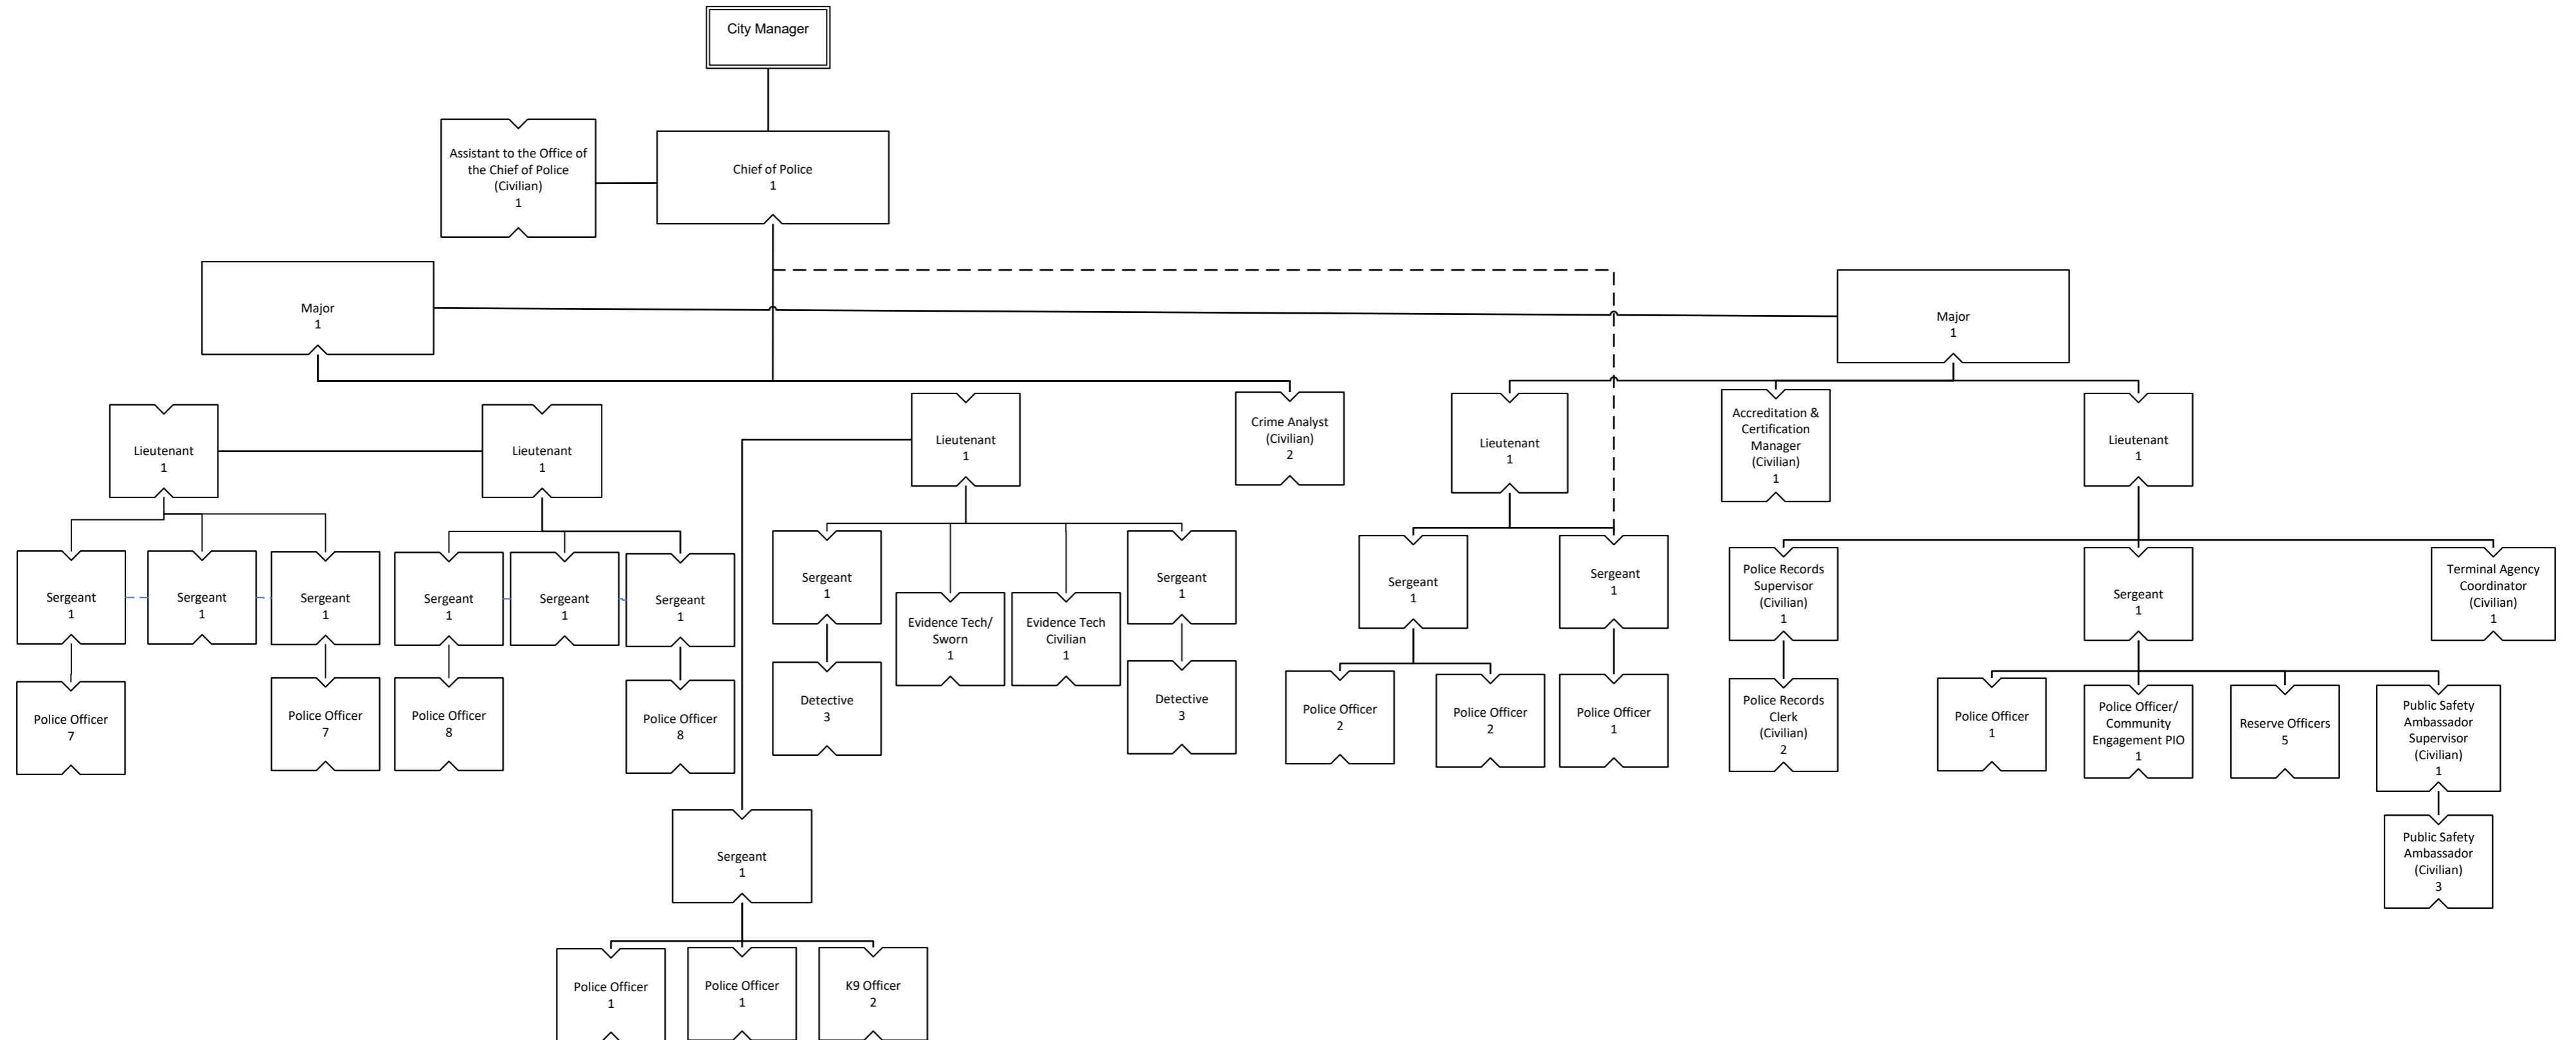 City Manager
Assistant to the Office of
the Chief of Police
(Civilian)
1
Chief of Police
1
Major
1
Major
1
Lieutenant
1
Lieutenant
1
Lieutenant
1
Crime Analyst
(Civilian)
2
Lieutenant
1
Accreditation &
Certification
Manager
(Civilian)
1
Lieutenant
1
Sergeant
1
Sergeant
1
Sergeant
1
Sergeant
1
Sergeant
1
Sergeant
1
Sergeant
1
Evidence Tech/
Sworn
1
Evidence Tech
Civilian
1
Sergeant
1
Sergeant
1
Sergeant
1
Police Records
Supervisor
(Civilian)
1
Sergeant
1
Terminal Agency
Coordinator
(Civilian)
1
Police Officer
7
Police Officer
7
Police Officer
8
Police Officer
8
Detective
3
Detective
3
Police Officer
2
Police Officer
2
Police Officer
1
Police Records
Clerk
(Civilian)
2
Police Officer
1
Police Officer/
Community
Engagement PIO
1
Reserve Officers
5
Public Safety
Ambassador
Supervisor
(Civilian)
1
Sergeant
1
Public Safety
Ambassador
(Civilian)
3
Police Officer
1
Police Officer
1
K9 Officer
2